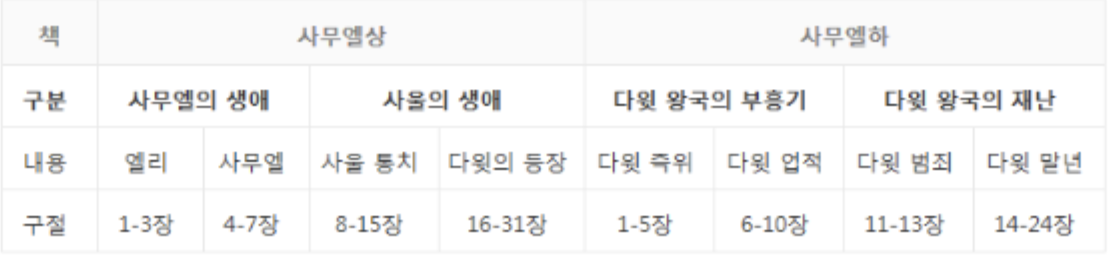 책 사무엘상 사무엘하
구분 사무엘의 생애 사울의 생애 다윗 왕국의 부흥기 다윗 왕국의 재난
내용 엘리 사무엘 사울 통치 다윗의 등장 다윗 즉위 다윗 업적 다윗 범죄 다윗 말년
구절 1-3장 4-7장 8-15장 16-31장 1-5장 6-10장 11-13장 14-24장